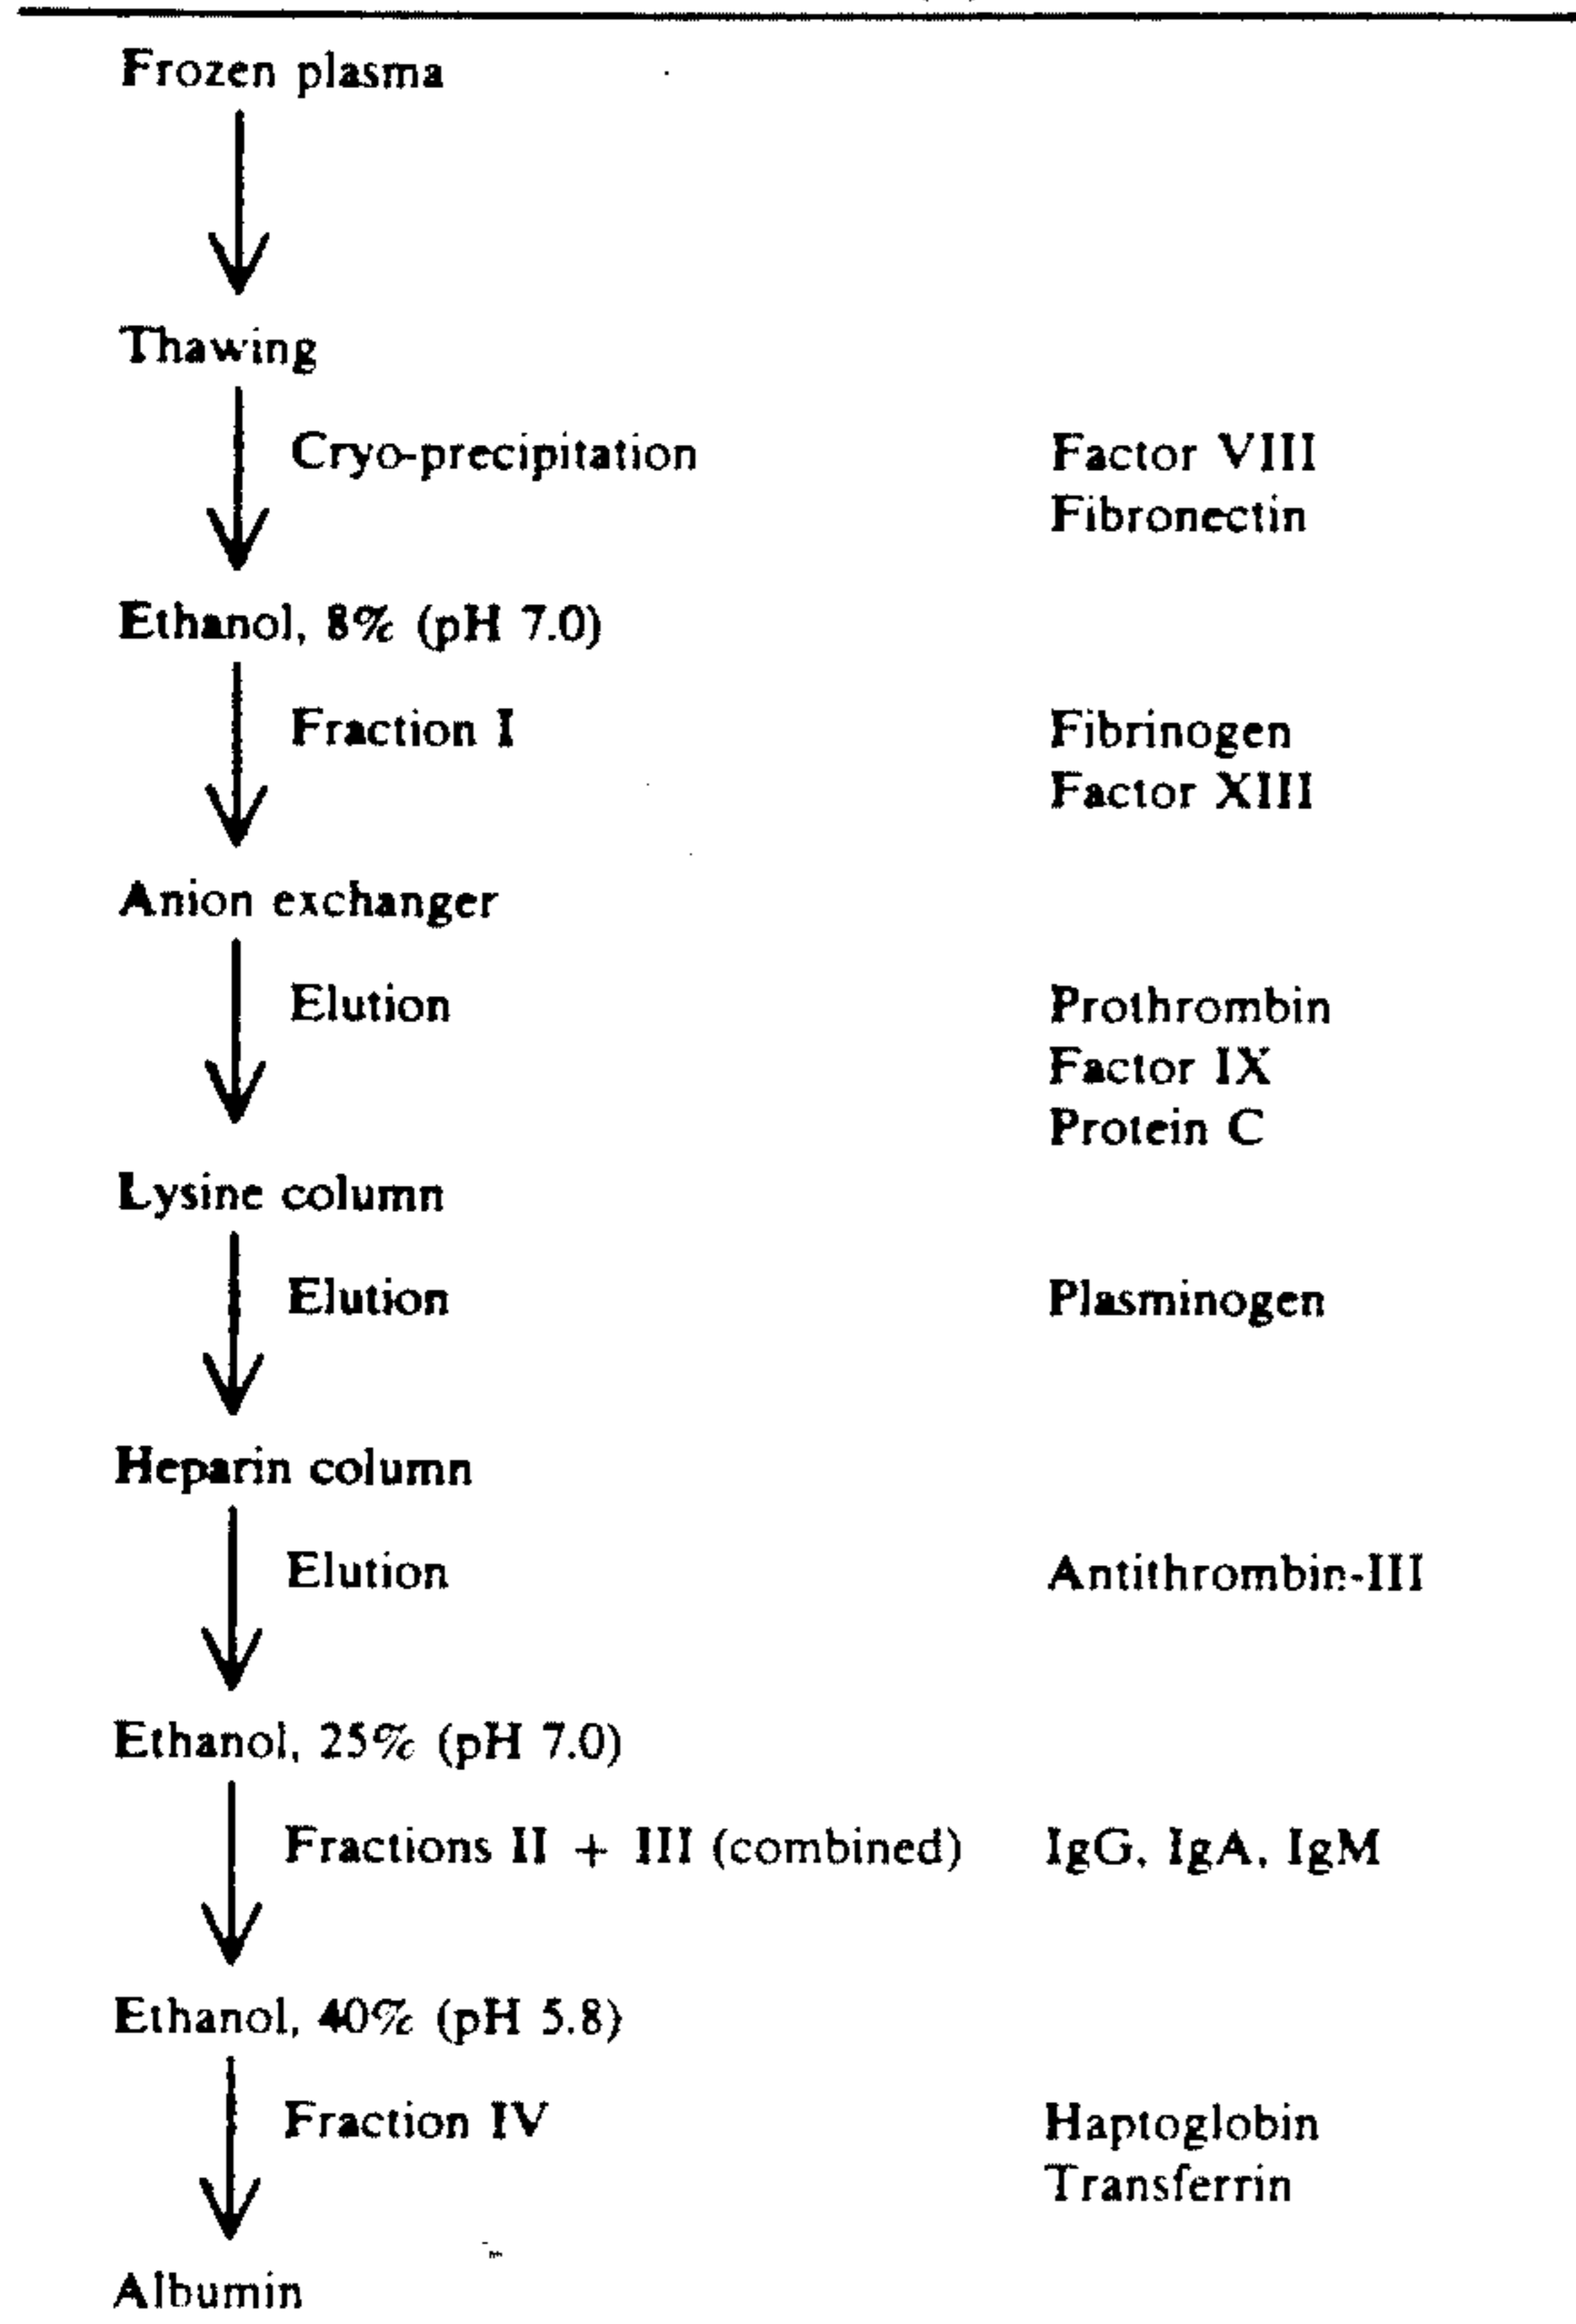 Frozen plasma
Thawing
Cryo-precipitation Factor VIII
Fibronectin
Ethanol, 8% (pH 7.0)
Fraction I Fibrinogen
Factor XIII
Anion exchanger
Elution Prothrombin
Factor IX
Protein C
Lysine column
Elution Plasminogen
Heparin column
Elution Antithrombin-III
Ethanol, 25% (pH 7.0)
Fractions II + III (combined) IgG, IgA, IgM
Ethanol, 40% (pH 5.8)
Fraction IV Haptoglobin
Transferrin
Albumin